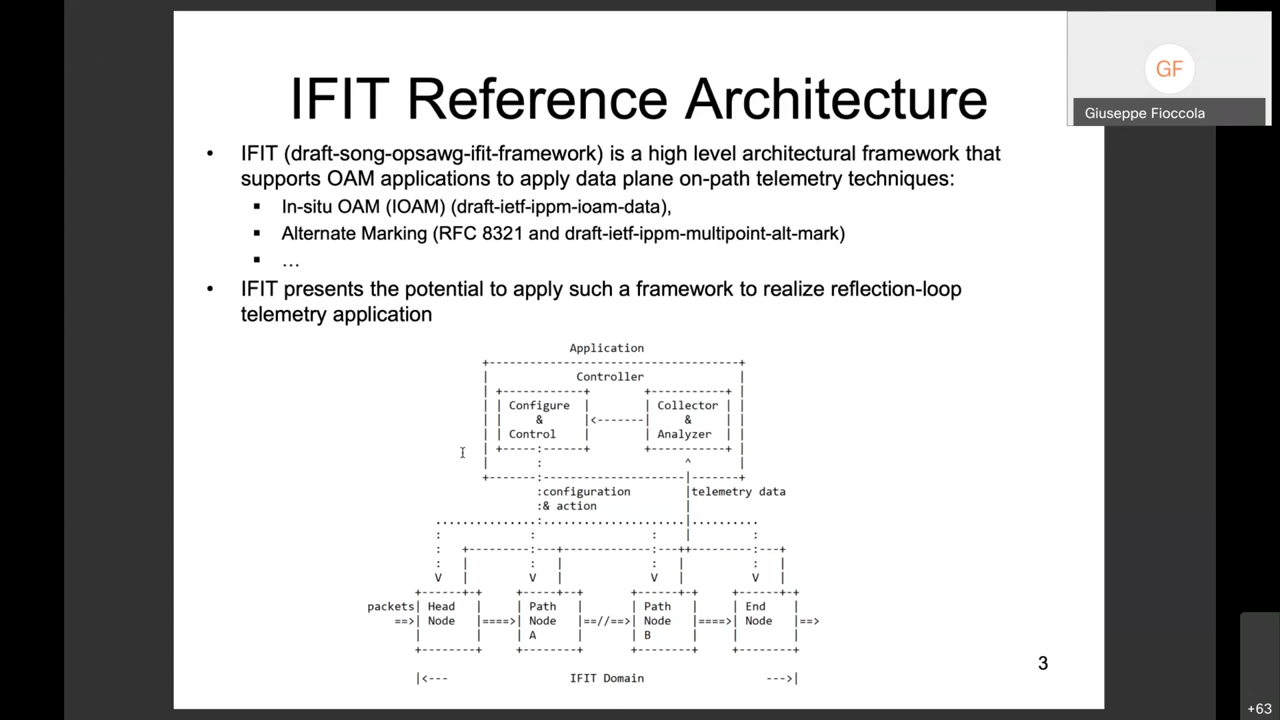 IFIT Reference Architecture
GF
Giuseppe Fioccola
• IFIT (draft-song-opsawg-ifit-framework) is a high level architectural framework that
supports OAM applications to apply data plane on-path telemetry techniques:
▪ In-situ OAM (IOAM) (draft-ietf-ippm-ioam-data),
▪ Alternate Marking (RFC 8321 and draft-ietf-ippm-multipoint-alt-mark)
▪ …
• IFIT presents the potential to apply such a framework to realize reflection-loop
telemetry application
Application
Controller
Configure Collector
& <------- &
Control Analyzer
:configuration |telemetry data
:& action
packets| Head Path Path End
==> Node ====> Node ==//==> Node ====> Node ==>
A B
|<--- IFIT Domain --->|
3
+63